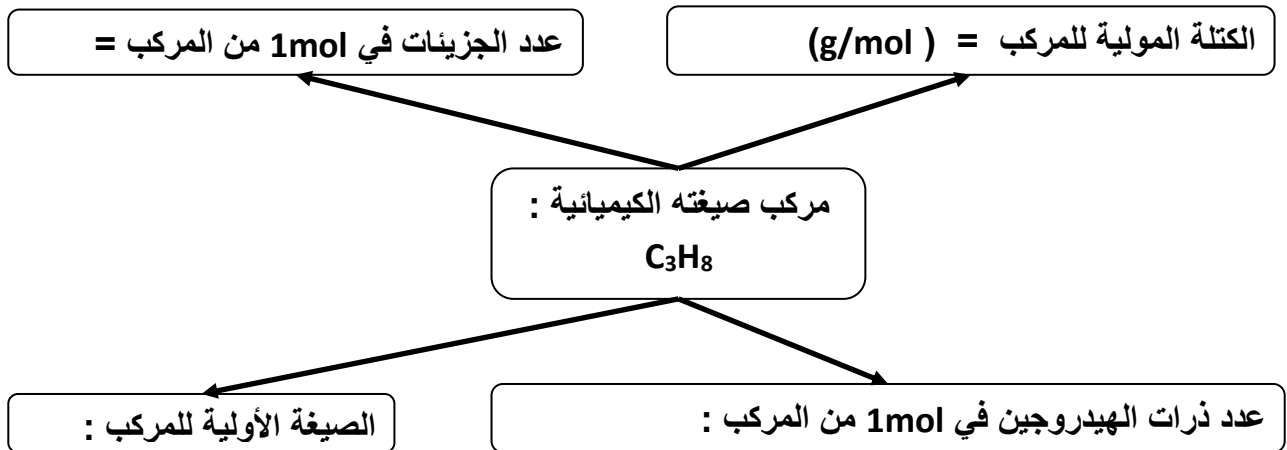 الكتلة المولية للمركب = ( g/mol)
عدد الجزيئات في 1mol من المركب =
مركب صيغته الكيميائية :
C₃H₈
عدد ذرات الهيدروجين في 1mol من المركب :
الصيغة الأولية للمركب :